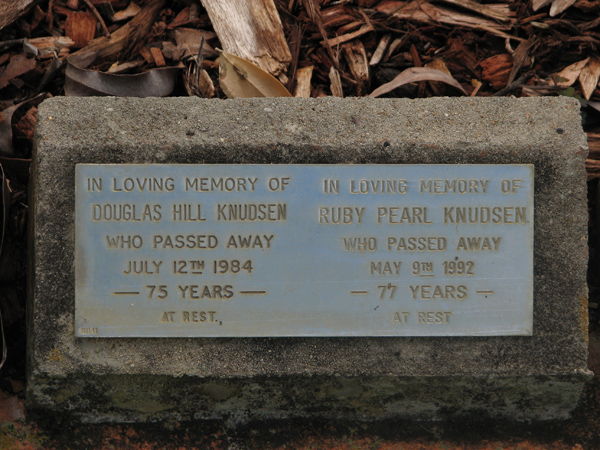 IN LOVING MEMORY OF
DOUGLAS HILL KNUDSEN
WHO PASSED AWAY
JULY 12TH 1984
— 75 YEARS —
AT REST.
IN LOVING MEMORY OF
RUBY PEARL KNUDSEN.
WHO PASSED AWAY
MAY 9TH 1992
— 77 YEARS —
AT REST